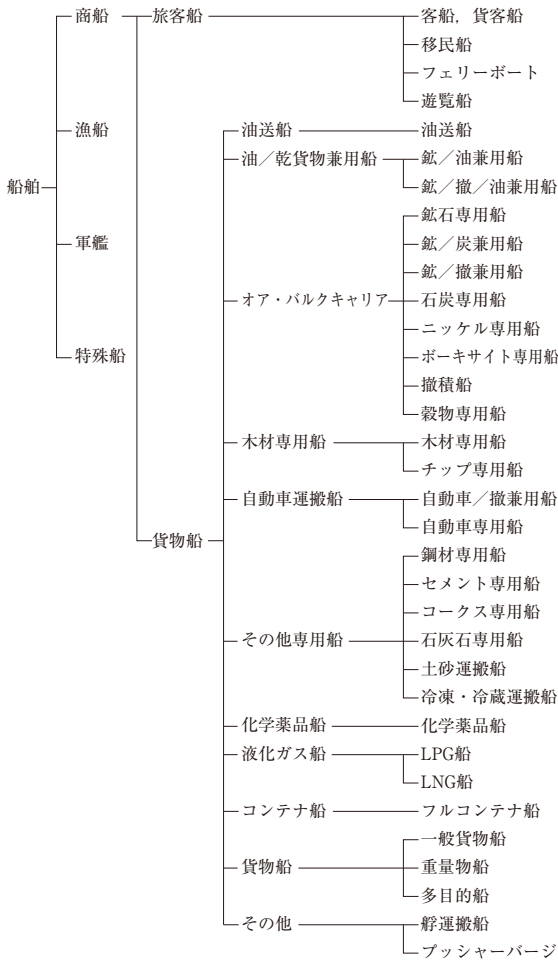 船舶
商船
漁船
軍艦
特殊船
旅客船
客船，貨客船
移民船
フェリーボート
遊覧船
貨物船
油送船
油送船
油／乾貨物兼用船
鉱／油兼用船
鉱／撤／油兼用船
オア・バルクキャリア
鉱石専用船
鉱／炭兼用船
鉱／撤兼用船
石炭専用船
ニッケル専用船
ボーキサイト専用船
撤積船
穀物専用船
木材専用船
木材専用船
チップ専用船
自動車運搬船
自動車／撤兼用船
自動車専用船
その他専用船
鋼材専用船
セメント専用船
コークス専用船
石灰石専用船
土砂運搬船
冷凍・冷蔵運搬船
化学薬品船
化学薬品船
液化ガス船
LPG船
LNG船
コンテナ船
フルコンテナ船
貨物船
一般貨物船
重量物船
多目的船
その他
艀運搬船
プッシャーバージ